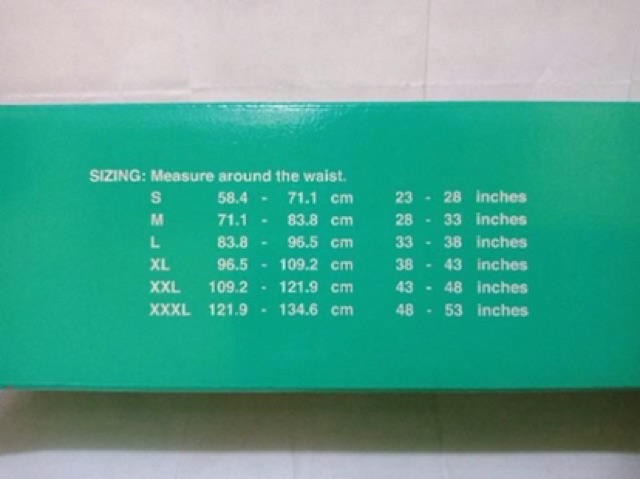 SIZING: Measure around the waist.
S 58.4 - 71.1 cm 23 - 28 inches
M 71.1 - 83.8 cm 28 - 33 inches
L 83.8 - 96.5 cm 33 - 38 inches
XL 96.5 - 109.2 cm 38 - 43 inches
XXL 109.2 - 121.9 cm 43 - 48 inches
XXXL 121.9 - 134.6 cm 48 - 53 inches